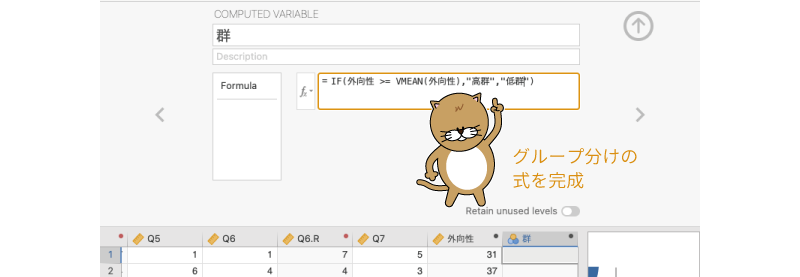 COMPUTED VARIABLE
群
Description
Formula
fx
= IF(外向性 >= VMEAN(外向性),"高群","低群")
グループ分けの
式を完成
Retain unused levels
Q5 Q6 Q6.R Q7 外向性 群
1 1 1 7 5 31
2 6 4 4 3 37